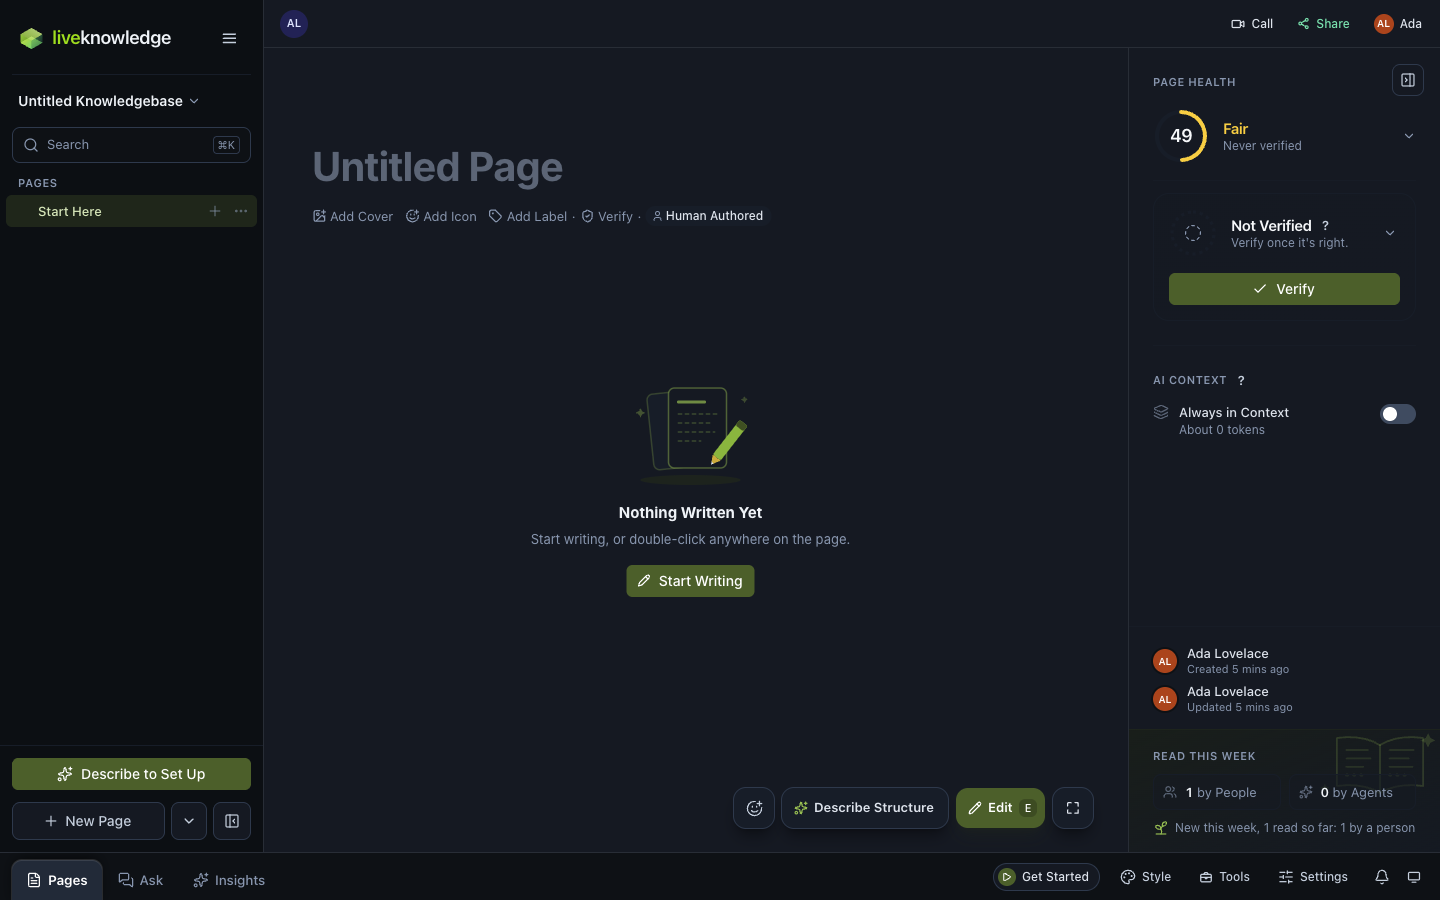 liveknowledge
Untitled Knowledgebase
Search
⌘K
PAGES
Start Here
Describe to Set Up
New Page
AL
Call
Share
AL
Ada
Untitled Page
Add Cover
Add Icon
Add Label
·
Verify
·
Human Authored
Nothing Written Yet
Start writing, or double-click anywhere on the page.
Start Writing
Describe Structure
Edit
E
PAGE HEALTH
49
Fair
Never verified
Not Verified ?
Verify once it's right.
Verify
AI CONTEXT ?
Always in Context
About 0 tokens
AL
Ada Lovelace
Created 5 mins ago
AL
Ada Lovelace
Updated 5 mins ago
READ THIS WEEK
1 by People
0 by Agents
New this week, 1 read so far: 1 by a person
Pages
Ask
Insights
Get Started
Style
Tools
Settings